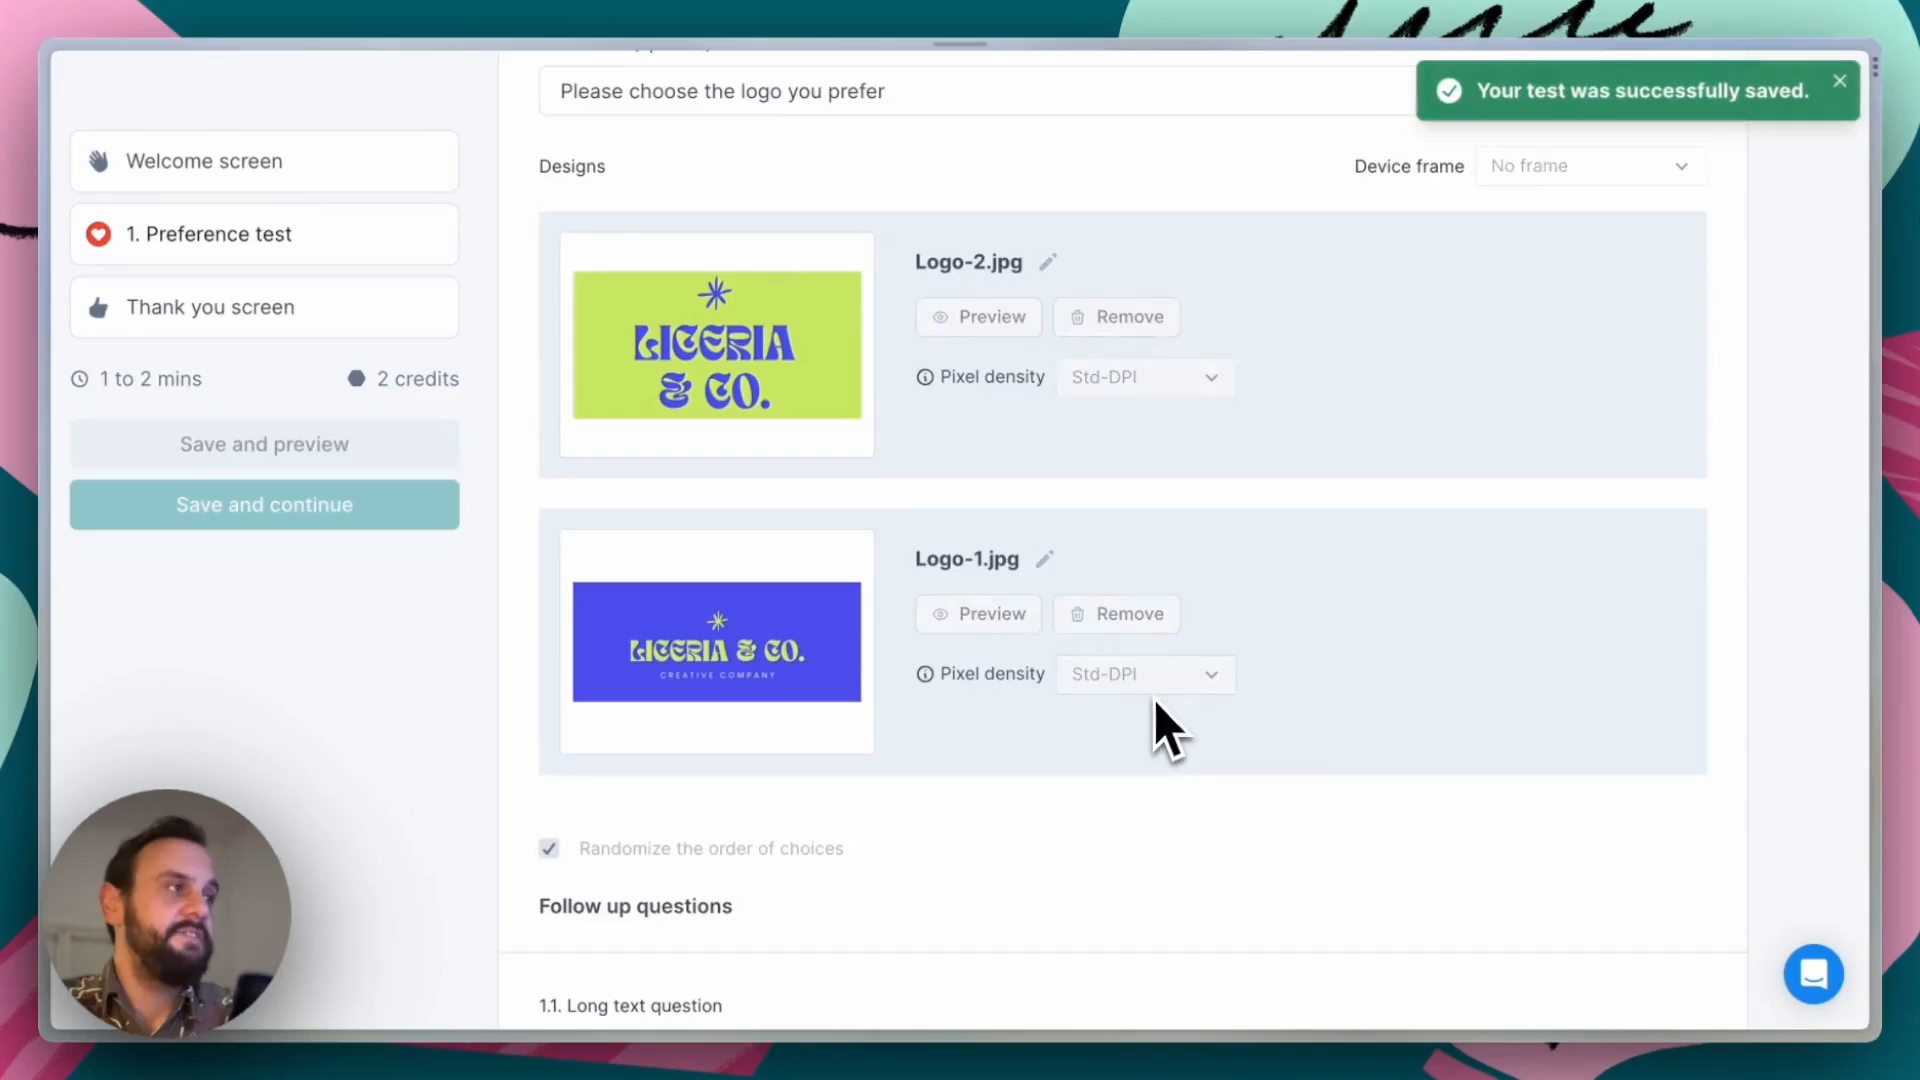 Please choose the logo you prefer
Your test was successfully saved.
Welcome screen
1. Preference test
Thank you screen
1 to 2 mins
2 credits
Save and preview
Save and continue
Designs
Device frame
No frame
LICERIA
& CO.
Logo-2.jpg
Preview
Remove
Pixel density
Std-DPI
LICERIA & CO.
CREATIVE COMPANY
Logo-1.jpg
Preview
Remove
Pixel density
Std-DPI
Randomize the order of choices
Follow up questions
1.1. Long text question